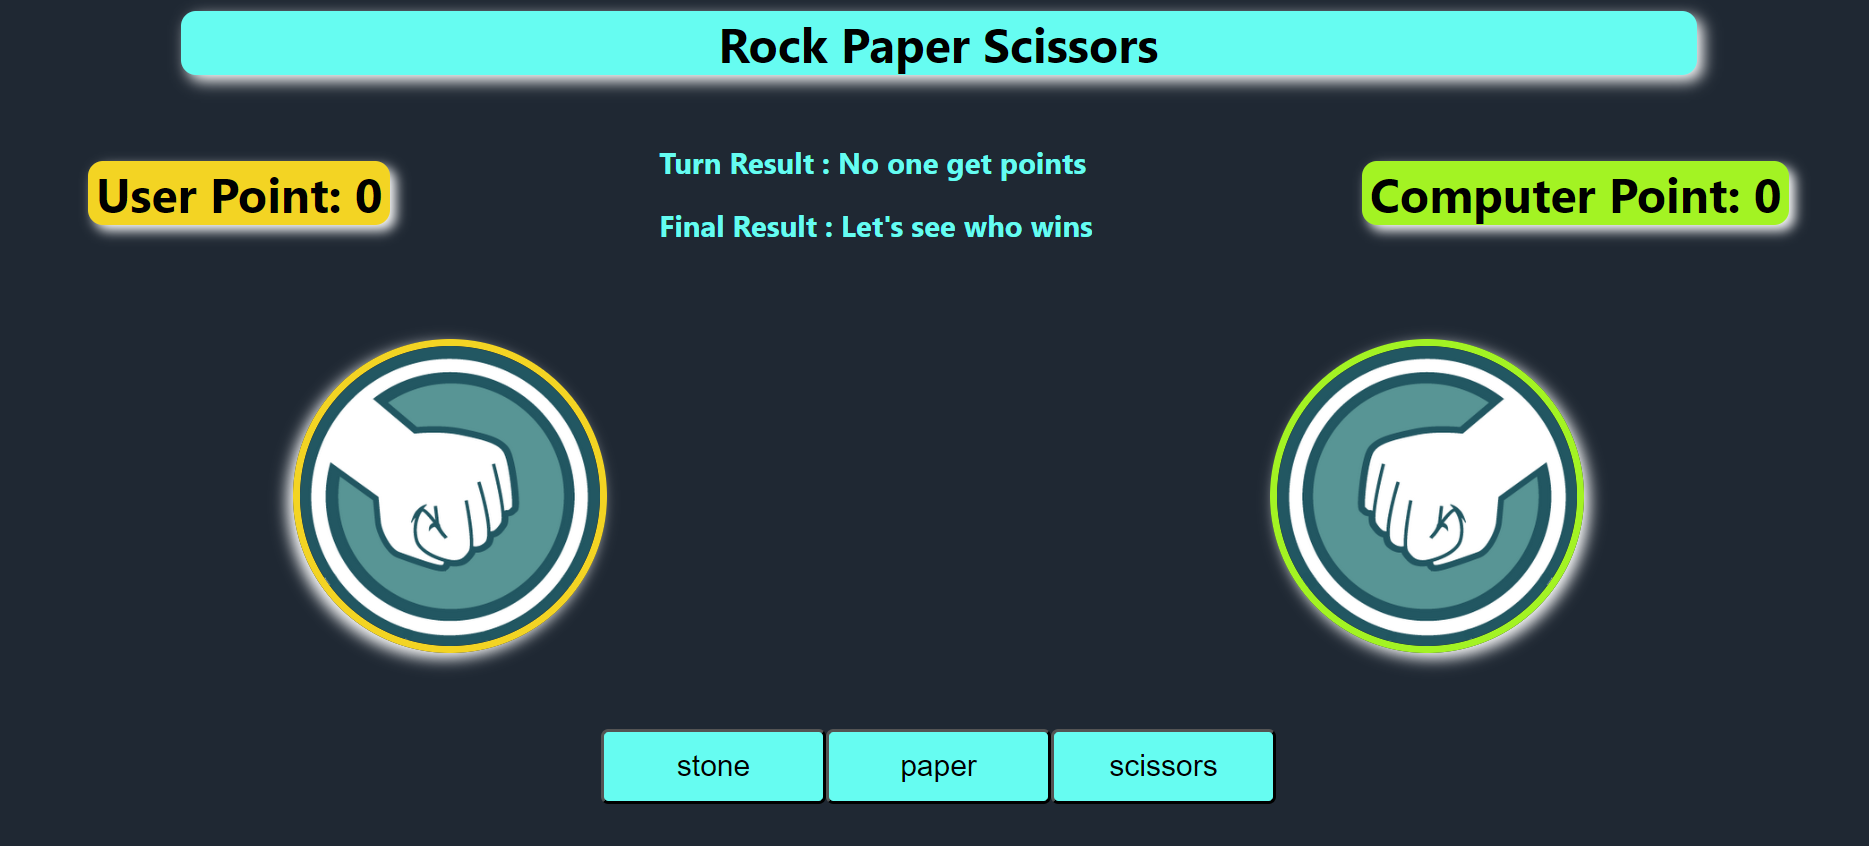 Rock Paper Scissors
User Point: 0
Turn Result : No one get points
Final Result : Let's see who wins
Computer Point: 0
stone
paper
scissors